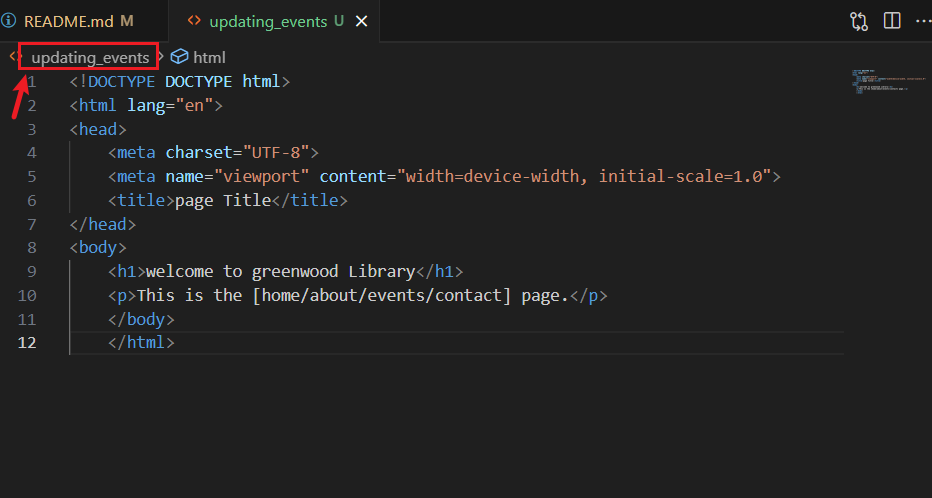 README.md M
updating_events U
updating_events > html
1 <!DOCTYPE DOCTYPE html>
2 <html lang="en">
3 <head>
4 <meta charset="UTF-8">
5 <meta name="viewport" content="width=device-width, initial-scale=1.0">
6 <title>page Title</title>
7 </head>
8 <body>
9 <h1>welcome to greenwood Library</h1>
10 <p>This is the [home/about/events/contact] page.</p>
11 </body>
12 </html>